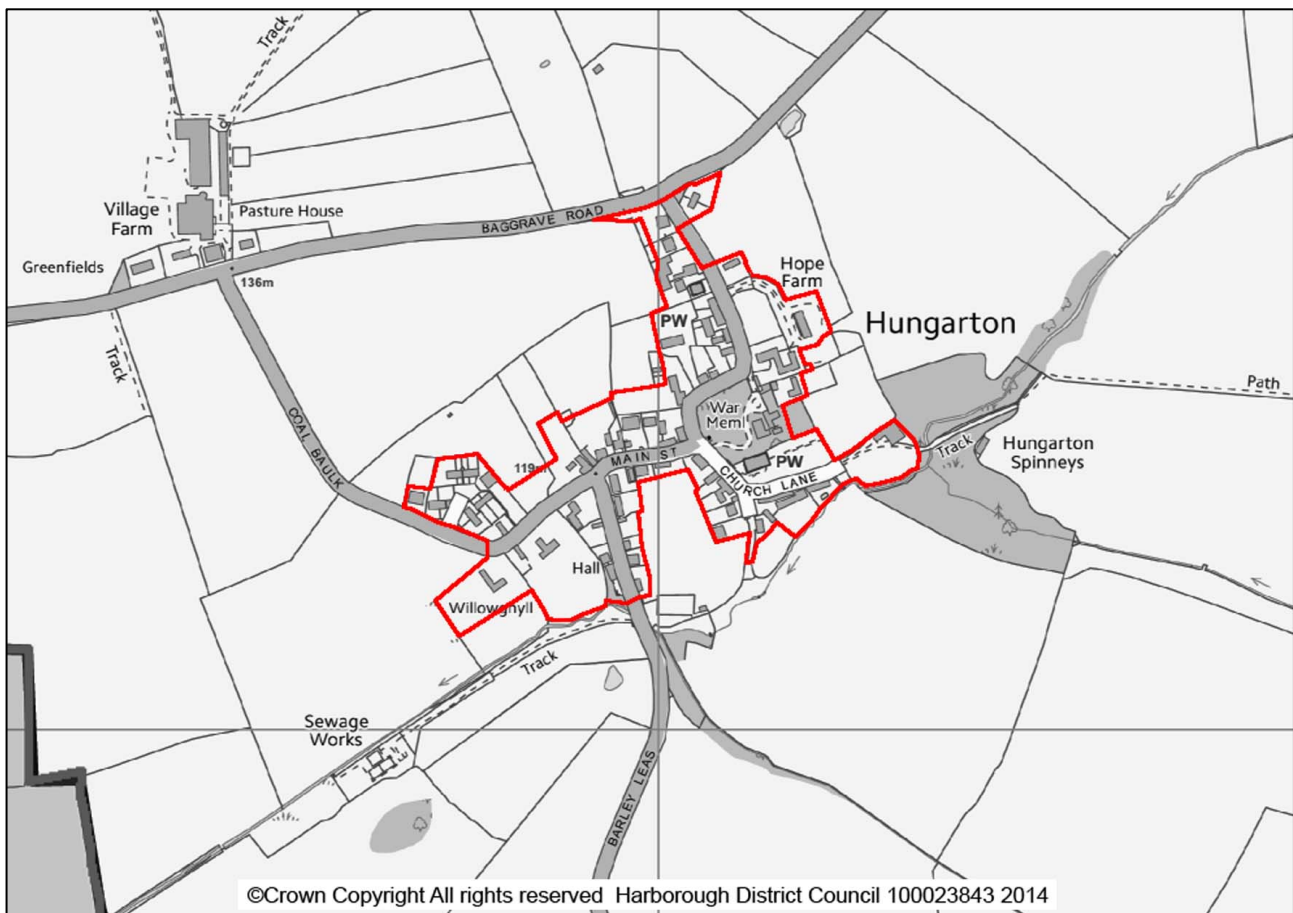 Track
Track
Village
Farm
Pasture House
BAGGRAVE ROAD
Greenfields
136m
Hope
Farm
PW
Hungarton
Track
Path
War
Meml
COAL BAULK
MAIN ST
119m
PW
CHURCH LANE
Track
Hungarton
Spinneys
Hall
Willowghyll
Track
Sewage
Works
BARLEY LEAS
©Crown Copyright All rights reserved Harborough District Council 100023843 2014